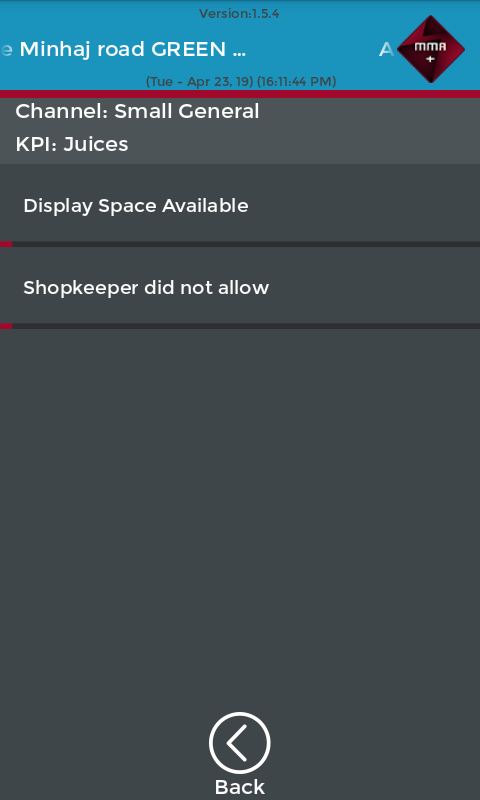 Version:1.5.4
e Minhaj road GREEN ... A
MMA
+
(Tue - Apr 23, 19) (16:11:44 PM)
Channel: Small General
KPI: Juices
Display Space Available
Shopkeeper did not allow
Back